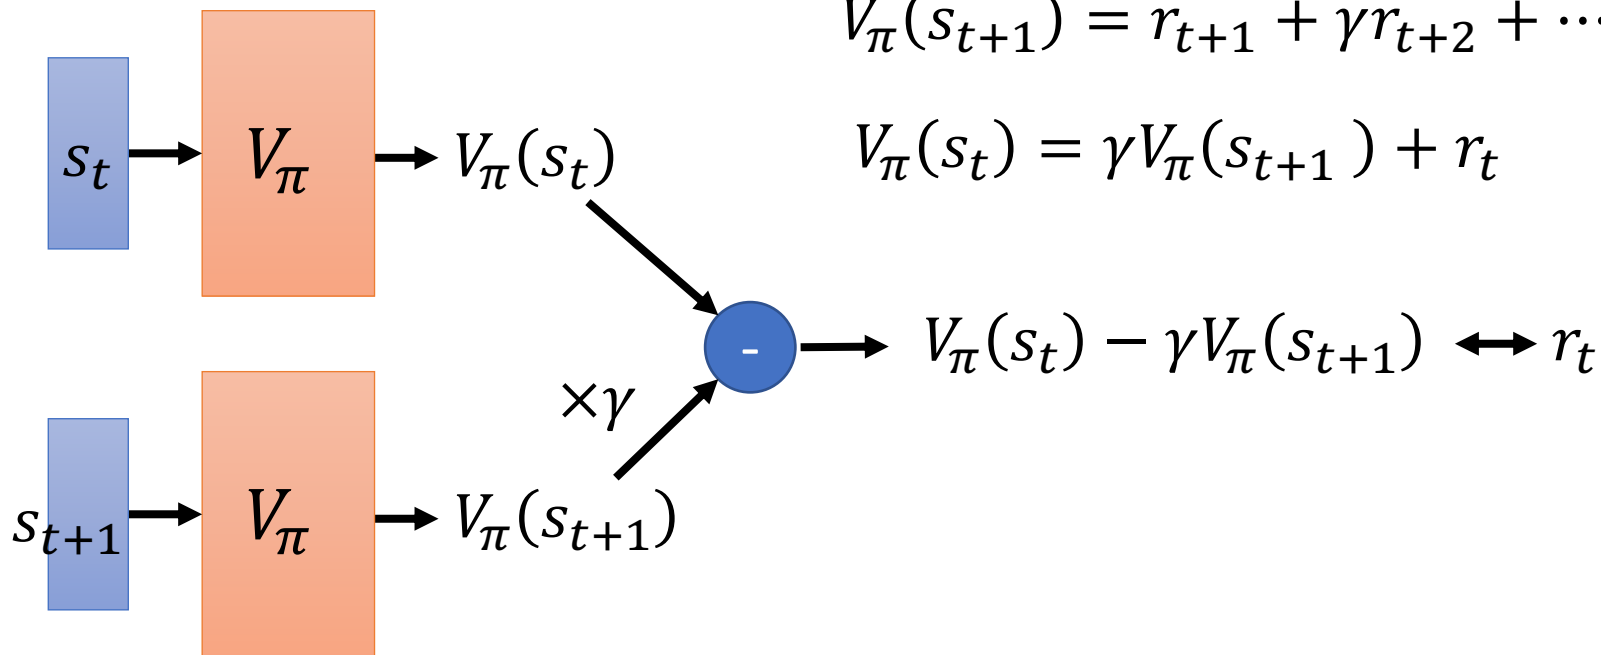 V_π(s_{t+1}) = r_{t+1} + γr_{t+2} + ⋯
s_t
V_π
V_π(s_t)
V_π(s_t) = γV_π(s_{t+1}) + r_t
-
V_π(s_t) − γV_π(s_{t+1}) ↔ r_t
×γ
s_{t+1}
V_π
V_π(s_{t+1})